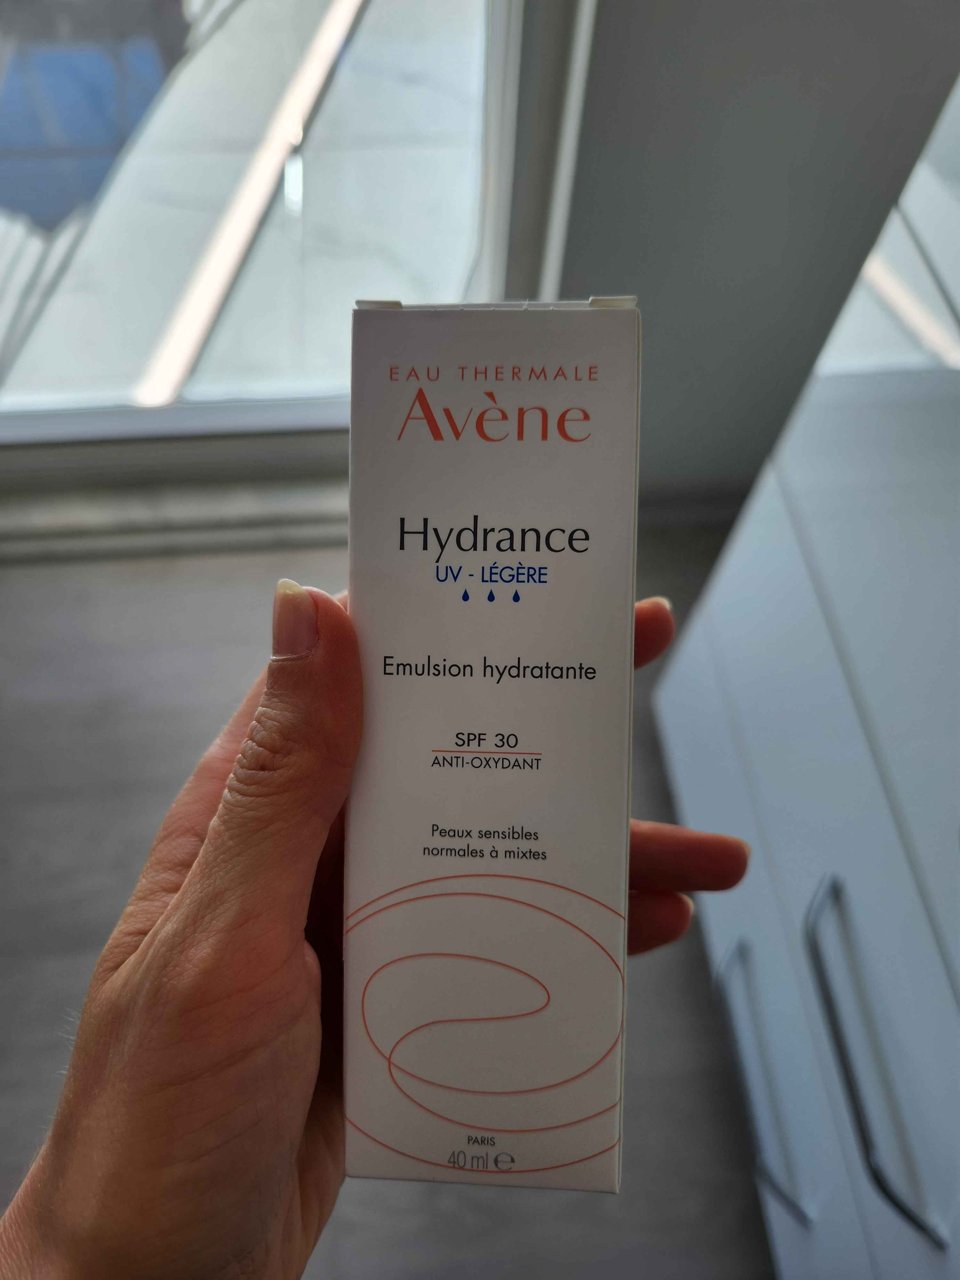 EAU THERMALE
Avène
Hydrance
UV - LÉGÈRE
Emulsion hydratante
SPF 30
ANTI-OXYDANT
Peaux sensibles
normales à mixtes
PARIS
40 ml ℮